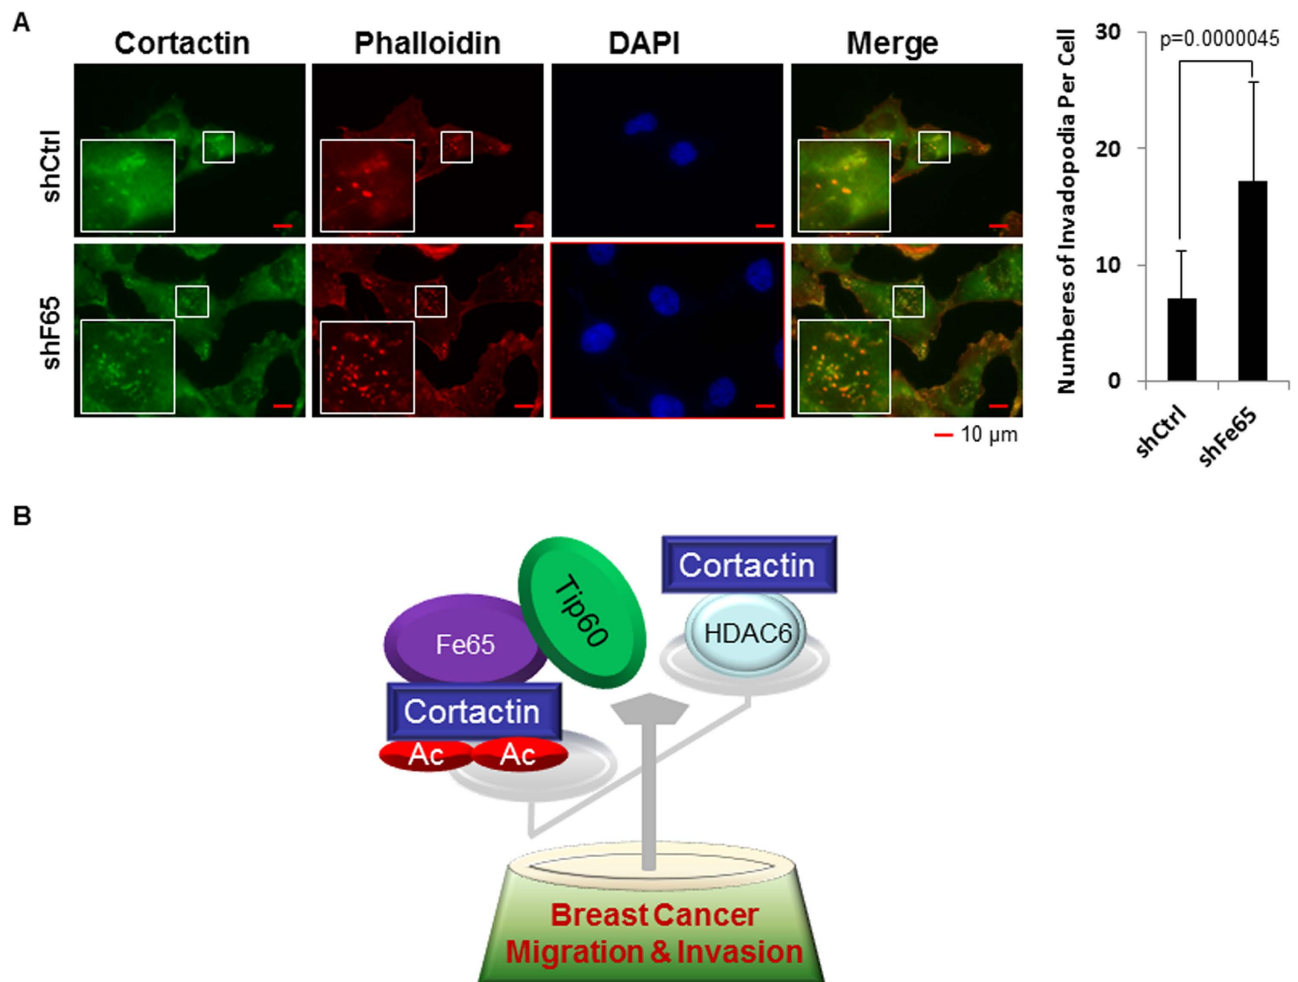 A
Cortactin
Phalloidin
DAPI
Merge
shCtrl
shF65
10 µm
Numberes of Invadopodia Per Cell
30
20
10
0
p=0.0000045
shCtrl
shFe65
B
Fe65
Tip60
Cortactin
HDAC6
Cortactin
Ac
Ac
Breast Cancer
Migration & Invasion